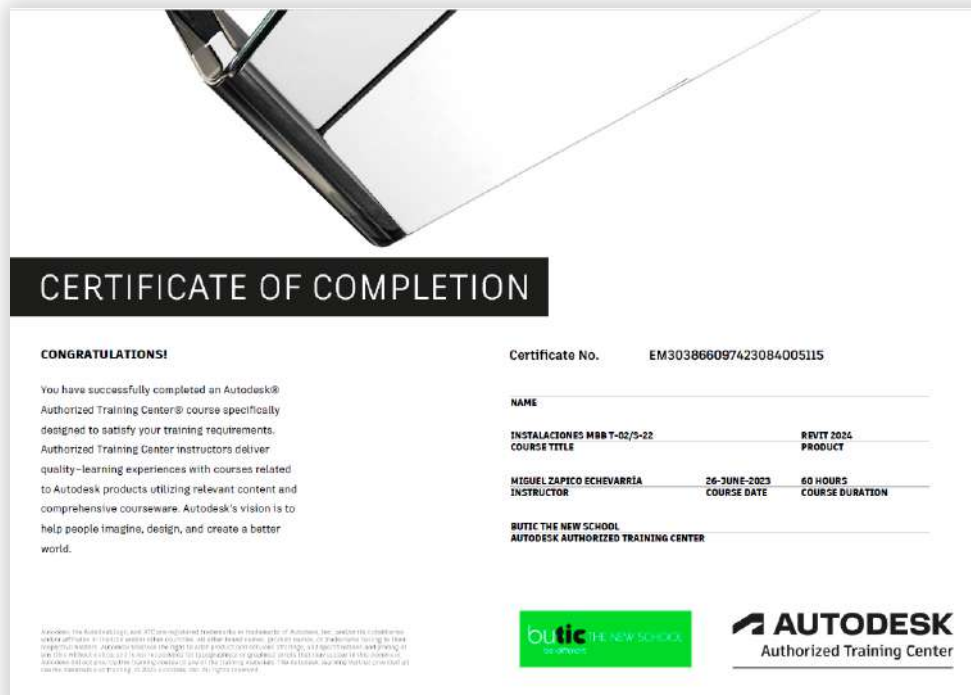 CERTIFICATE OF COMPLETION
CONGRATULATIONS!
You have successfully completed an Autodesk®
Authorized Training Center® course specifically
designed to satisfy your training requirements.
Authorized Training Center instructors deliver
quality-learning experiences with courses related
to Autodesk products utilizing relevant content and
comprehensive courseware. Autodesk's vision is to
help people imagine, design, and create a better
world.
Certificate No. EM303866097423084005115
NAME
INSTALACIONES MBB T-02/S-22 REVIT 2024
COURSE TITLE PRODUCT
MIGUEL ZAPICO ECHEVARRÍA 26-JUNE-2023 60 HOURS
INSTRUCTOR COURSE DATE COURSE DURATION
BUTIC THE NEW SCHOOL
AUTODESK AUTHORIZED TRAINING CENTER
butic THE NEW SCHOOL
be different
AUTODESK
Authorized Training Center